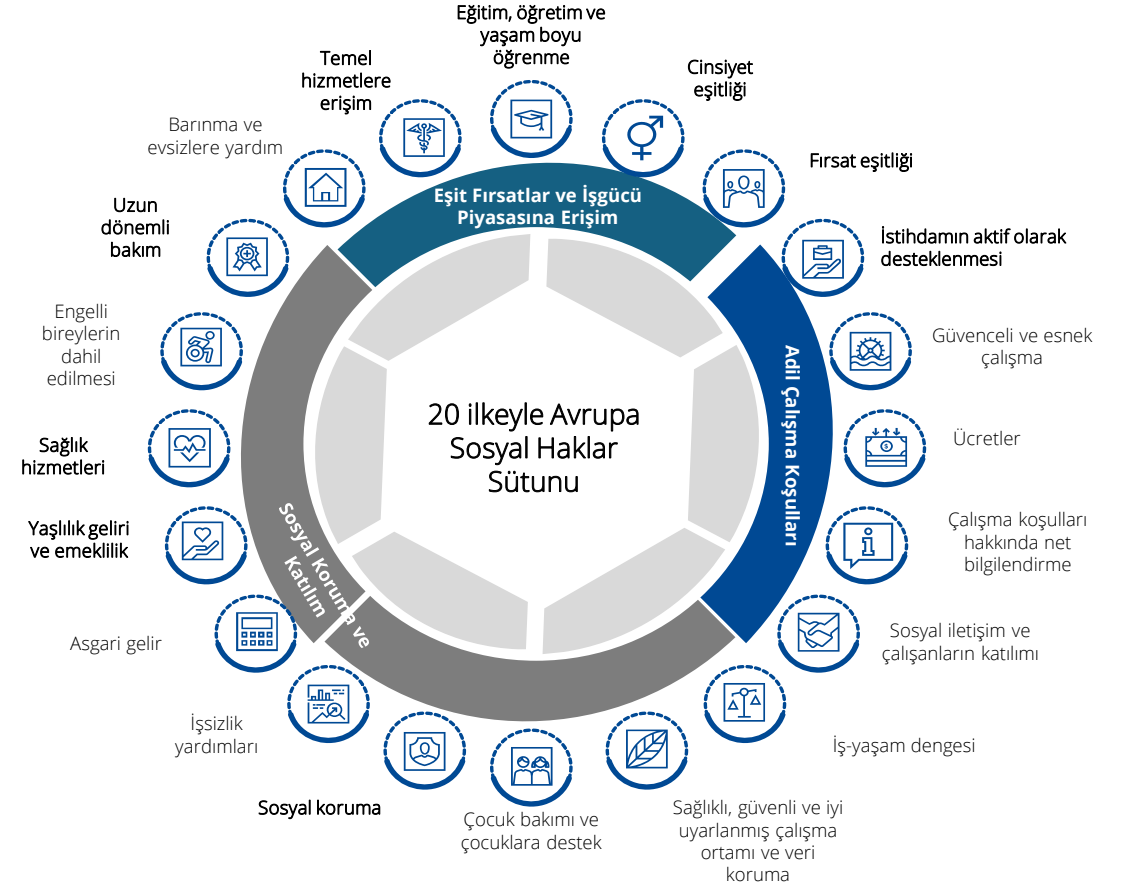 Eğitim, öğretim ve
yaşam boyu
öğrenme
Cinsiyet
eşitliği
Fırsat eşitliği
İstihdamın aktif olarak
desteklenmesi
Güvenceli ve esnek
çalışma
Ücretler
Çalışma koşulları
hakkında net
bilgilendirme
Sosyal iletişim ve
çalışanların katılımı
İş-yaşam dengesi
Sağlıklı, güvenli ve iyi
uyarlanmış çalışma
ortamı ve veri
koruma
Çocuk bakımı ve
çocuklara destek
Sosyal koruma
İşsizlik
yardımları
Asgari gelir
Yaşlılık geliri
ve emeklilik
Sağlık
hizmetleri
Engelli
bireylerin
dahil
edilmesi
Uzun
dönemli
bakım
Barınma ve
evsizlere yardım
Temel
hizmetlere
erişim
Eşit Fırsatlar ve İşgücü
Piyasasına Erişim
Adil Çalışma Koşulları
Sosyal Koruma ve
Katılım
20 ilkeyle Avrupa
Sosyal Haklar
Sütunu